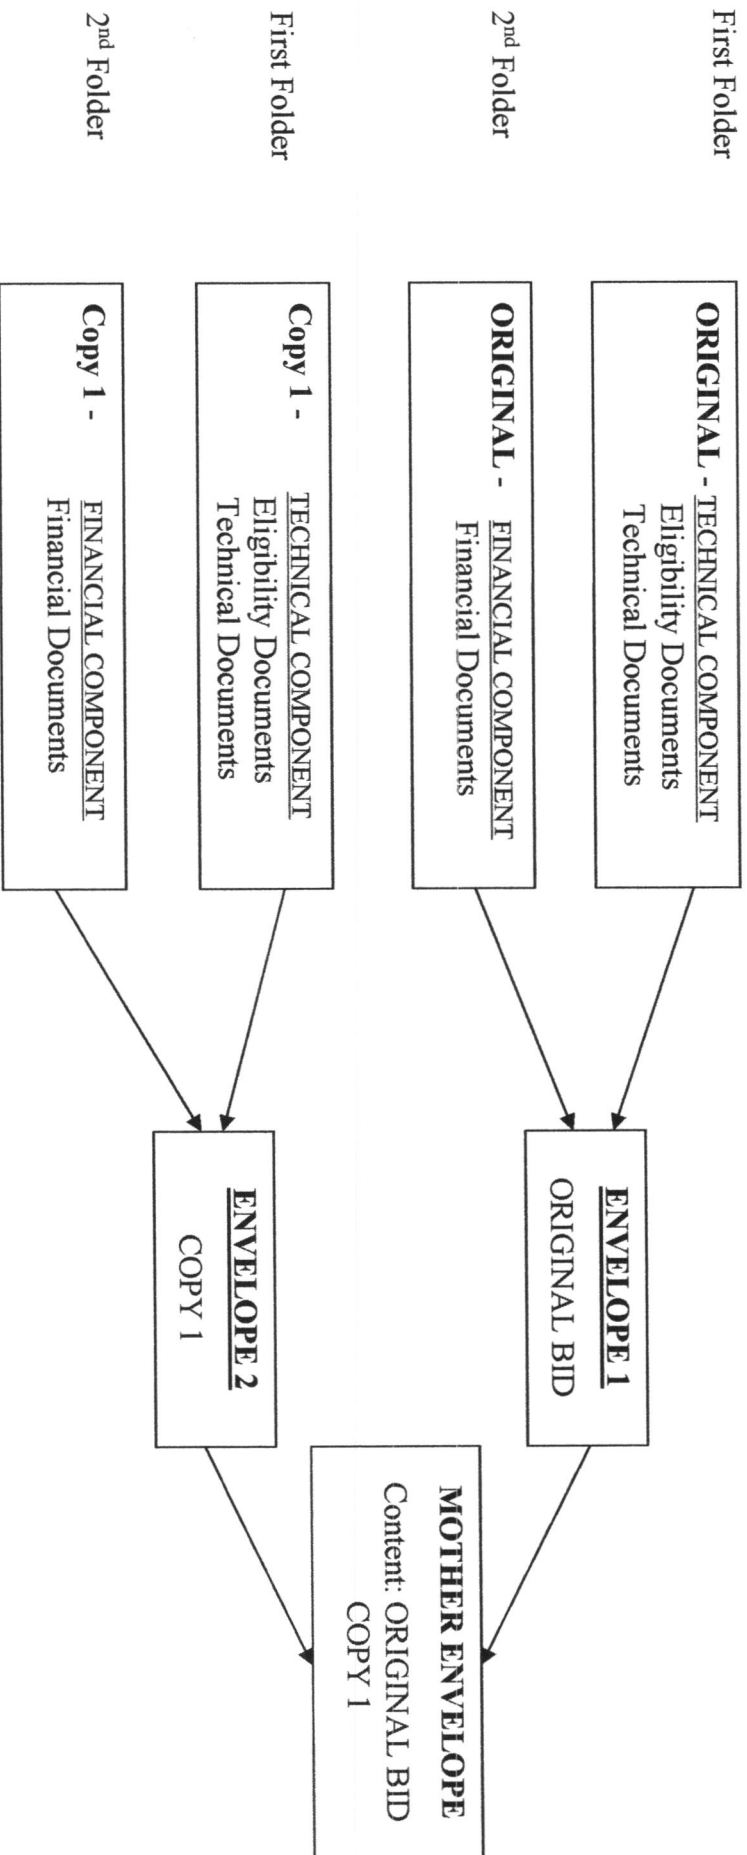 First Folder
ORIGINAL - TECHNICAL COMPONENT
Eligibility Documents
Technical Documents
2nd Folder
ORIGINAL - FINANCIAL COMPONENT
Financial Documents
ENVELOPE 1
ORIGINAL BID
First Folder
Copy 1 - TECHNICAL COMPONENT
Eligibility Documents
Technical Documents
2nd Folder
Copy 1 - FINANCIAL COMPONENT
Financial Documents
ENVELOPE 2
COPY 1
MOTHER ENVELOPE
Content: ORIGINAL BID
COPY 1